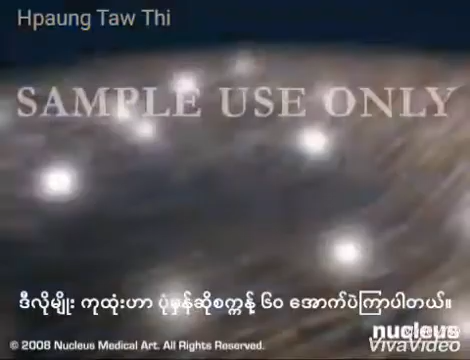 Hpaung Taw Thi
SAMPLE USE ONLY
ဒီလိုမျိုး ကုထုံးဟာ ပုံမှန်ဆိုစက္ကန့် ၆၀ အောက်ပဲကြာပါတယ်။
nucleus
© 2008 Nucleus Medical Art. All Rights Reserved.
VivaVideo